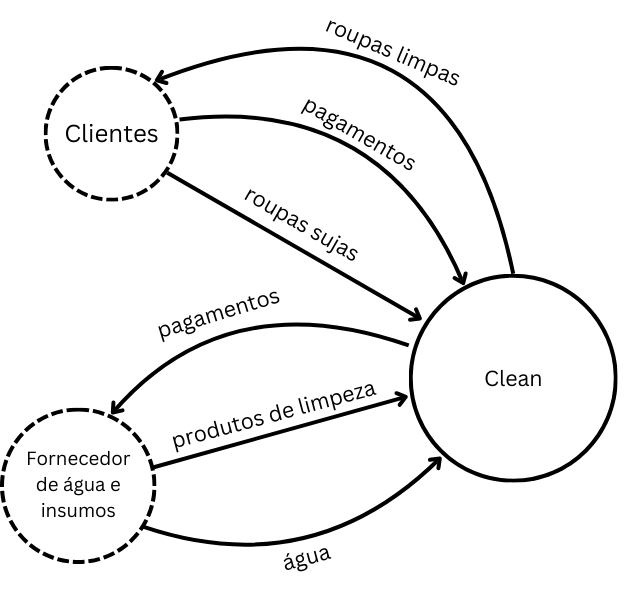 roupas limpas
pagamentos
Clientes
roupas sujas
pagamentos
Clean
produtos de limpeza
Fornecedor
de água e
insumos
água